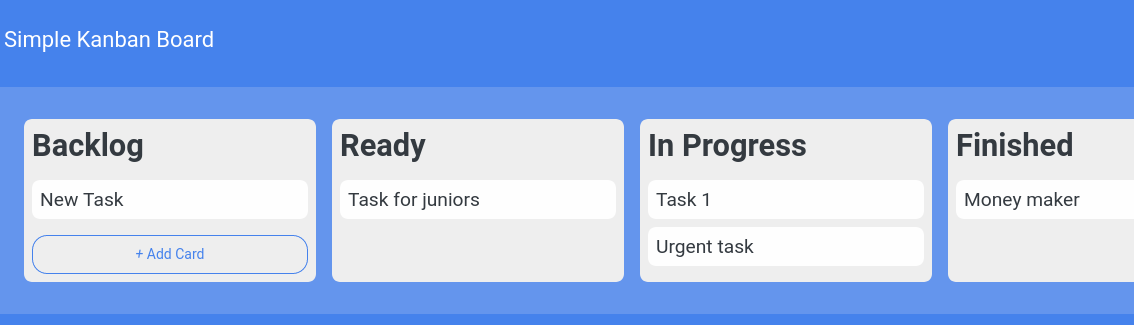 Simple Kanban Board
Backlog
New Task
+ Add Card
Ready
Task for juniors
In Progress
Task 1
Urgent task
Finished
Money maker